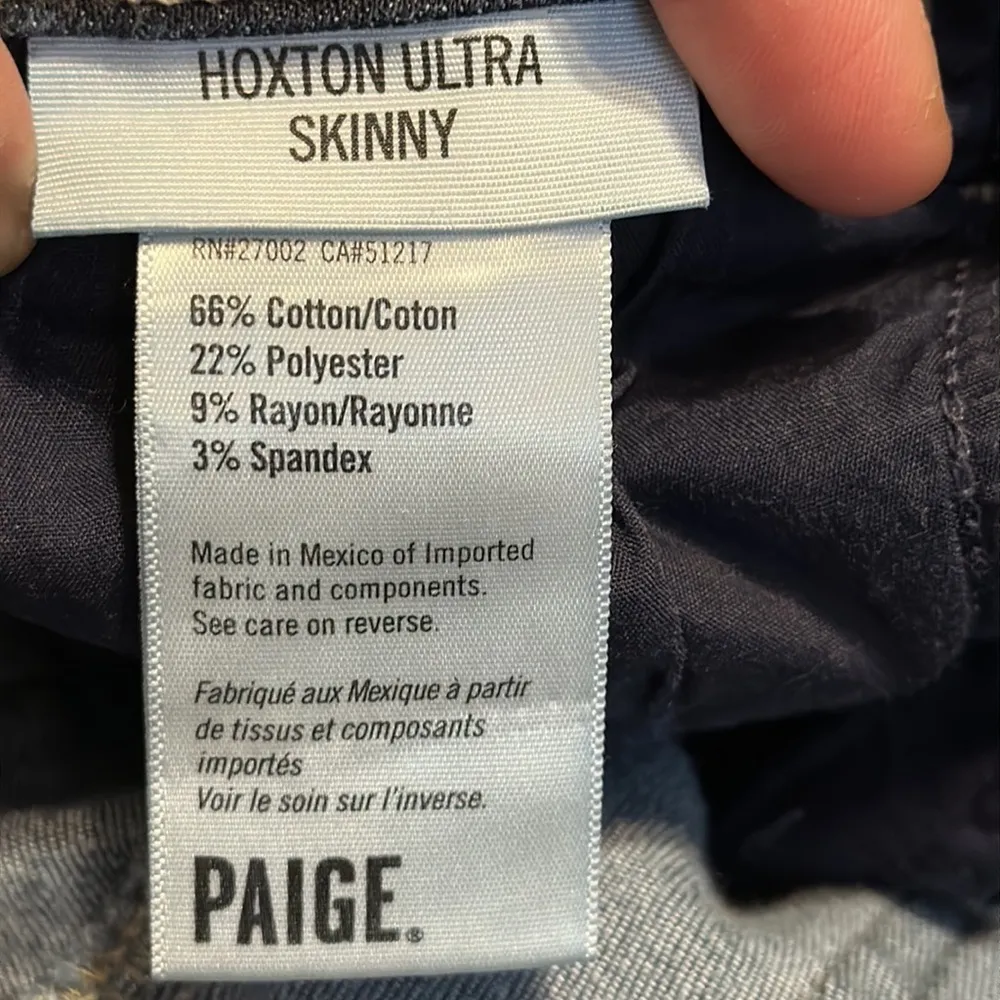 HOXTON ULTRA
SKINNY
RN#27002 CA#51217
66% Cotton/Coton
22% Polyester
9% Rayon/Rayonne
3% Spandex
Made in Mexico of Imported
fabric and components.
See care on reverse.
Fabriqué aux Mexique à partir
de tissus et composants
importés
Voir le soin sur l'inverse.
PAIGE®